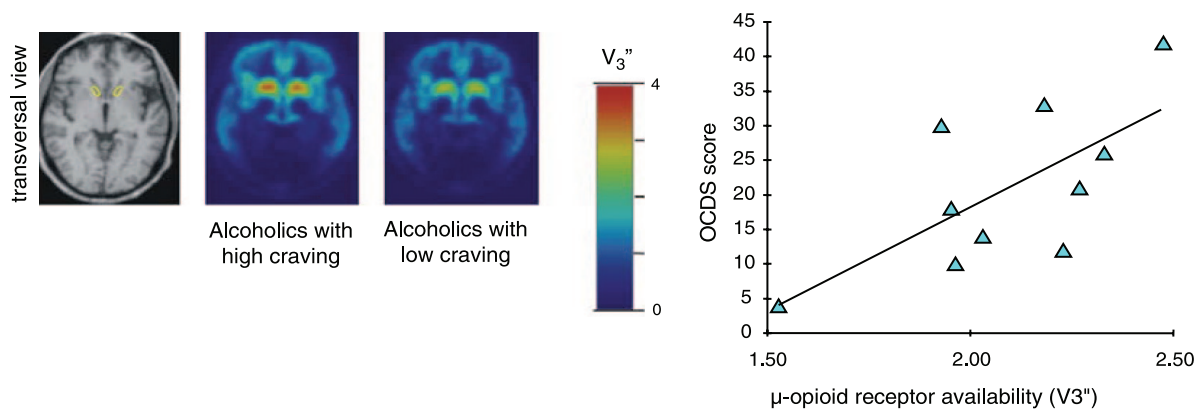 transversal view
Alcoholics with
high craving
Alcoholics with
low craving
V3”
4
0
OCDS score
45
40
35
30
25
20
15
10
5
0
1.50
2.00
2.50
μ-opioid receptor availability (V3")